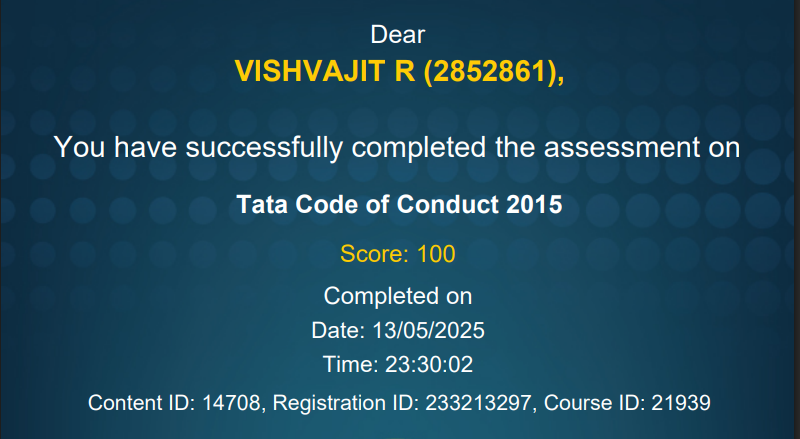 Dear
VISHVAJIT R (2852861),
You have successfully completed the assessment on
Tata Code of Conduct 2015
Score: 100
Completed on
Date: 13/05/2025
Time: 23:30:02
Content ID: 14708, Registration ID: 233213297, Course ID: 21939